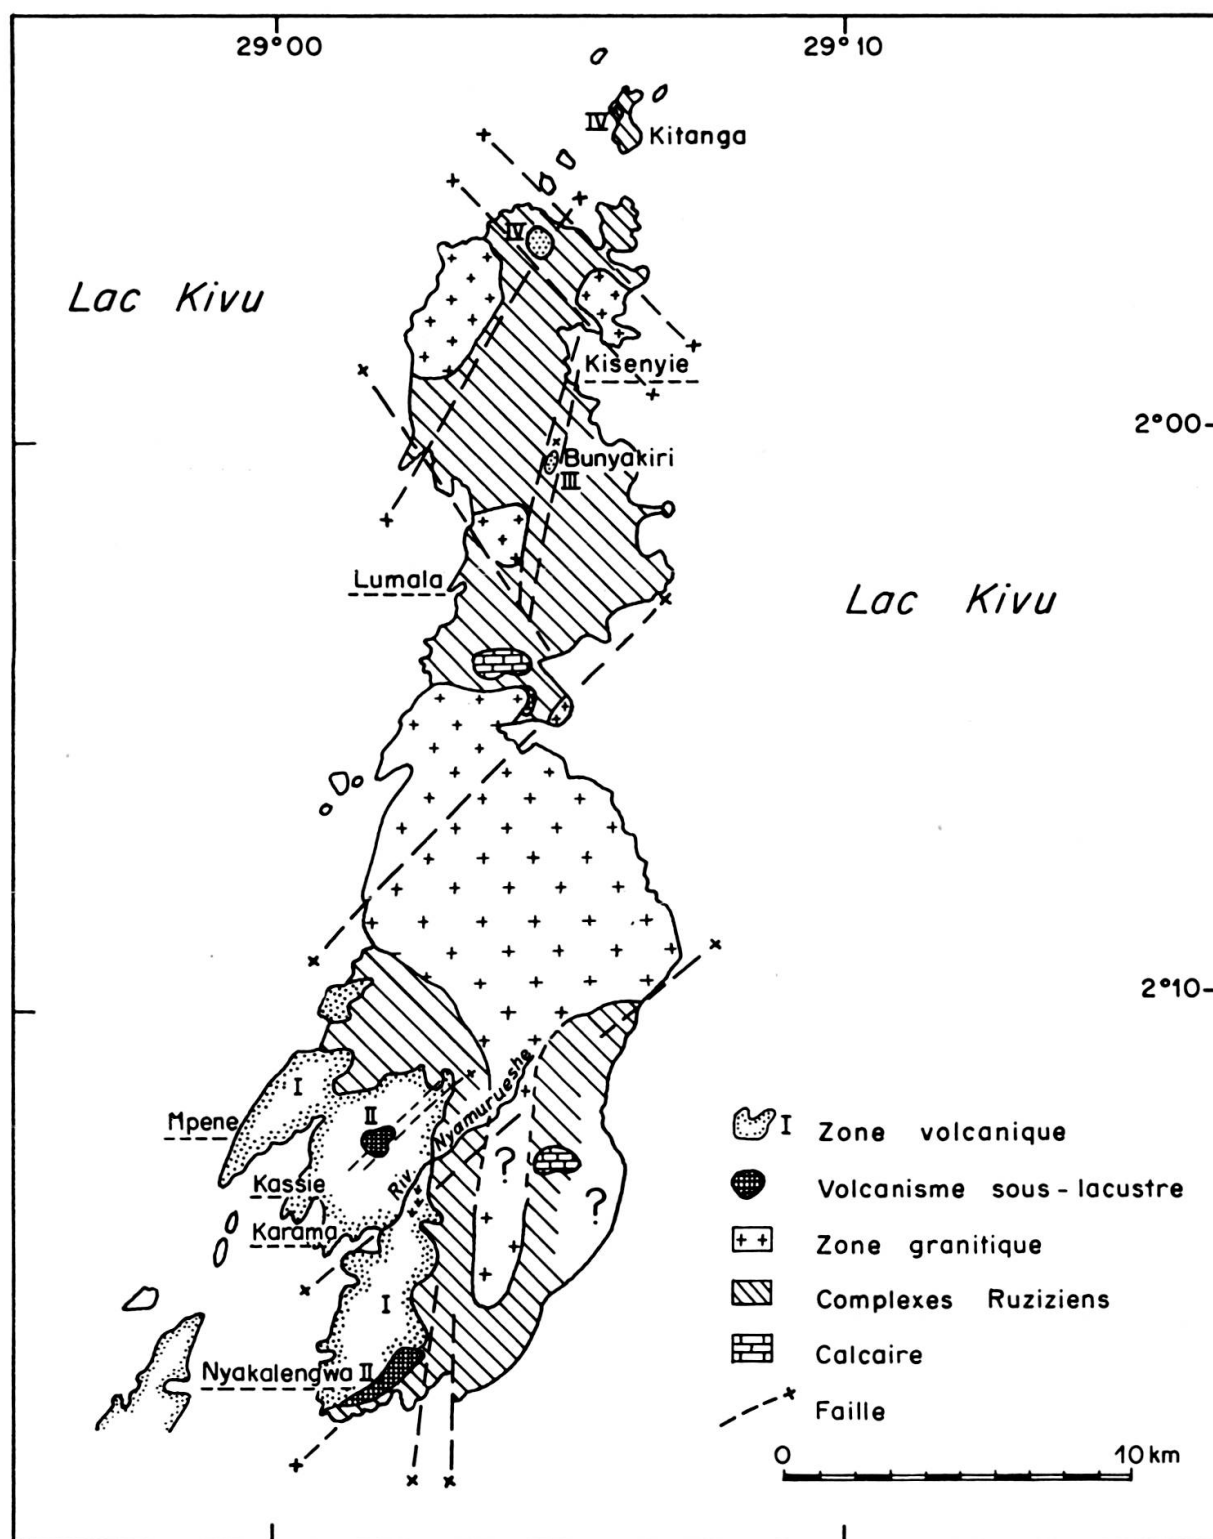 29°00
29°10
IV
Kitanga
IV
Lac Kivu
Kisenyie
2°00
Bunyakiri
III
Lumala
Lac Kivu
2°10
I
Mpene
II
Riv. Nyamurueshe
Kassie
?
?
Karama
I
Nyakalengwa II
I Zone volcanique
Volcanisme sous-lacustre
Zone granitique
Complexes Ruziziens
Calcaire
Faille
0 10 km